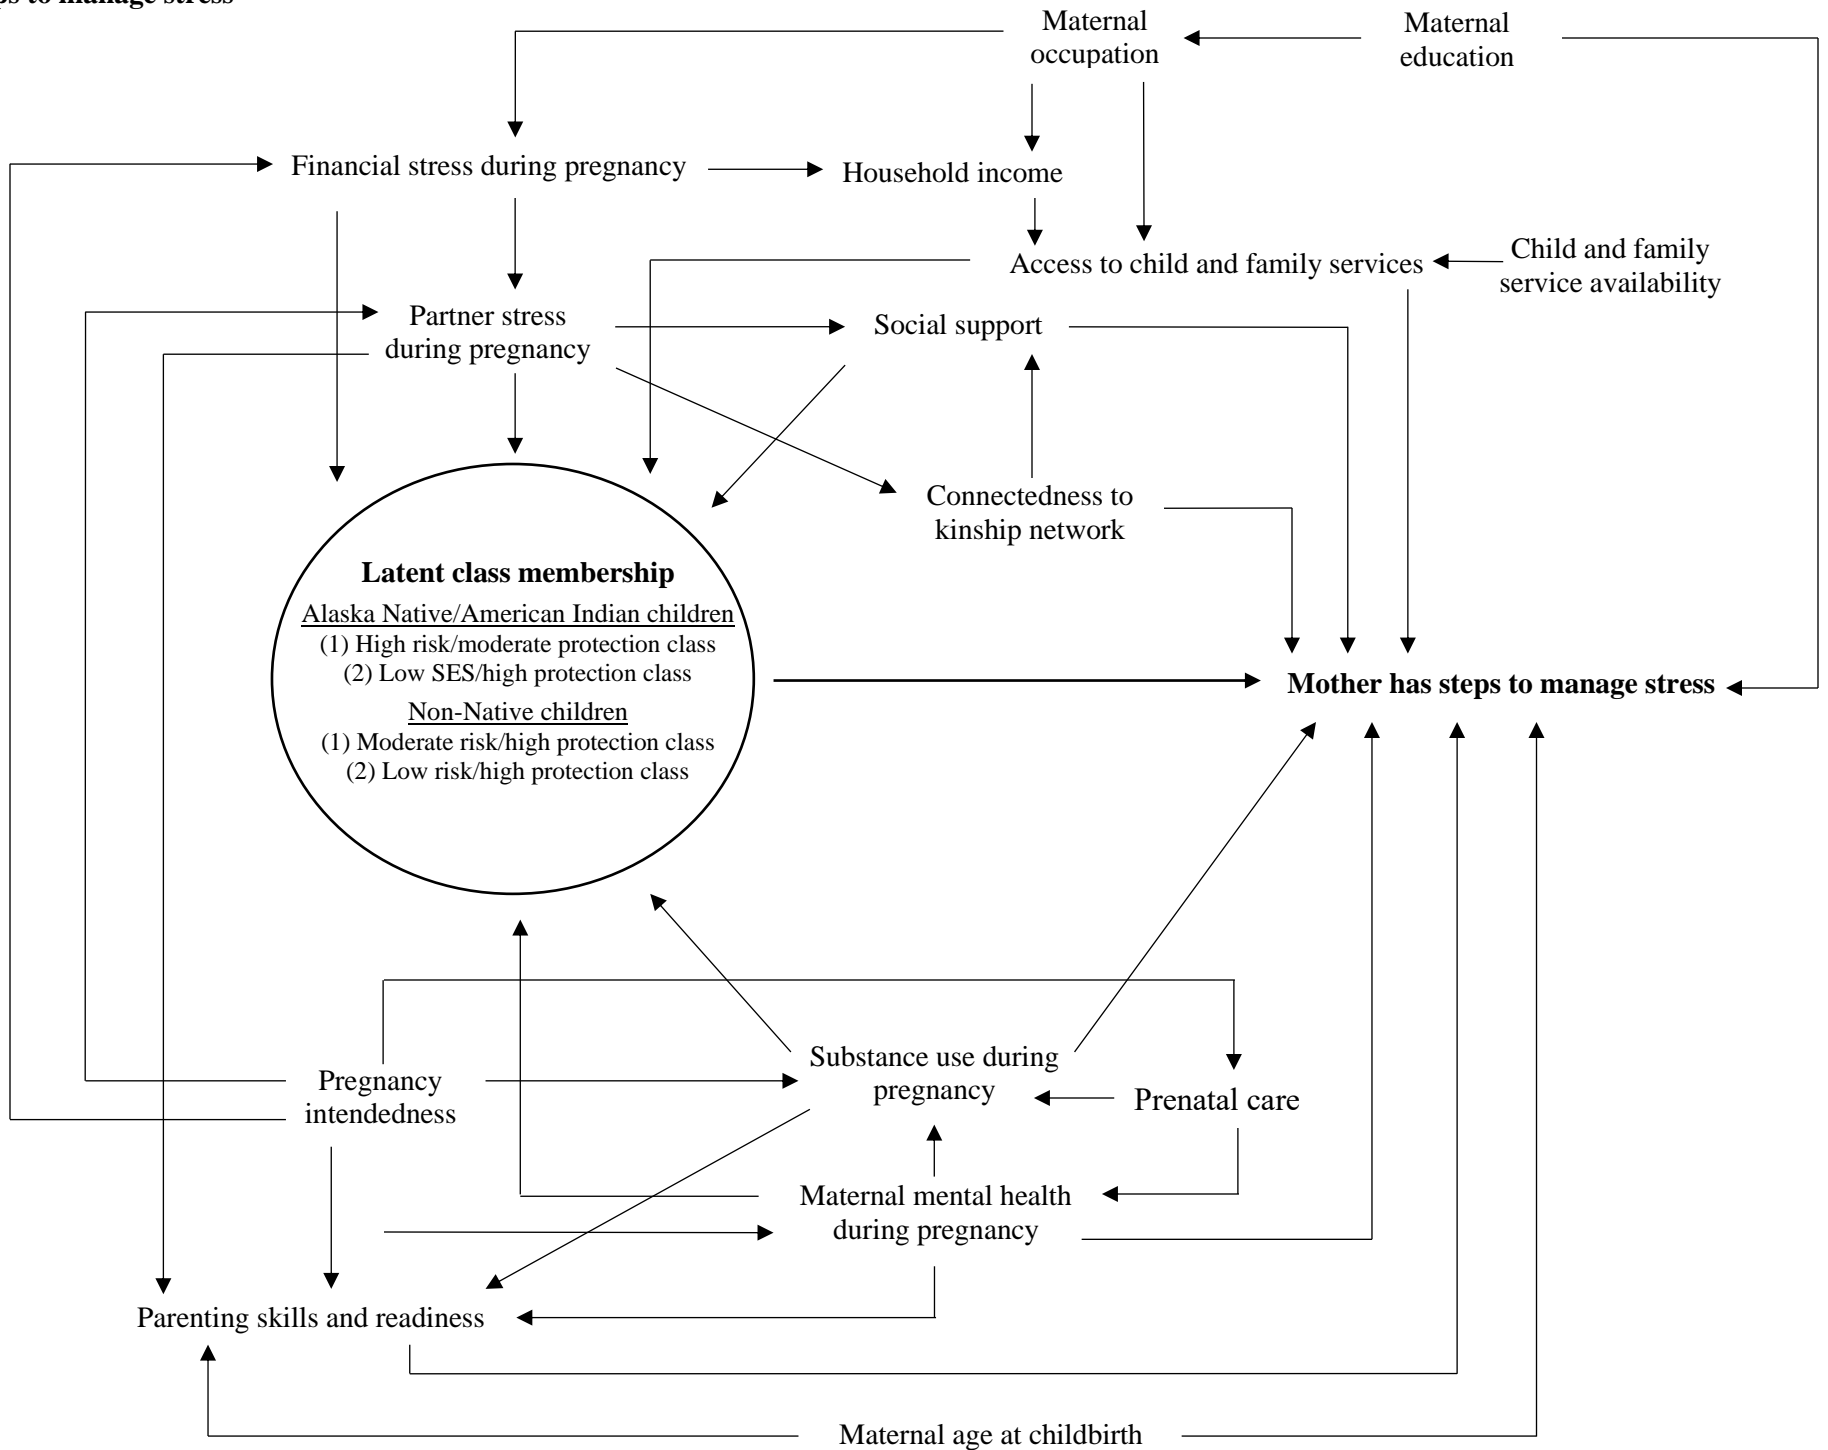 to manage stress
Maternal
occupation
Maternal
education
Financial stress during pregnancy
Household income
Access to child and family services
Child and family
service availability
Partner stress
during pregnancy
Social support
Connectedness to
kinship network
Latent class membership
Alaska Native/American Indian children
(1) High risk/moderate protection class
(2) Low SES/high protection class
Non-Native children
(1) Moderate risk/high protection class
(2) Low risk/high protection class
Mother has steps to manage stress
Substance use during
pregnancy
Pregnancy
intendedness
Prenatal care
Maternal mental health
during pregnancy
Parenting skills and readiness
Maternal age at childbirth